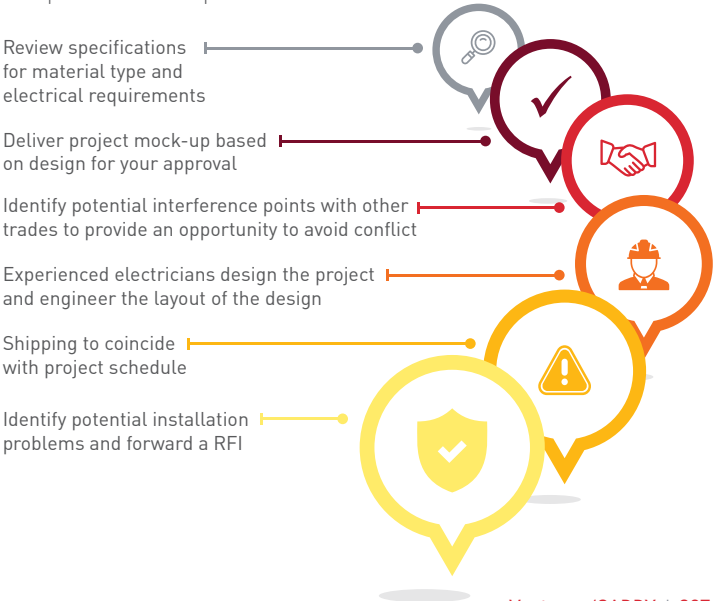 Review specifications
for material type and
electrical requirements
Deliver project mock-up based
on design for your approval
Identify potential interference points with other
trades to provide an opportunity to avoid conflict
Experienced electricians design the project
and engineer the layout of the design
Shipping to coincide
with project schedule
Identify potential installation
problems and forward a RFI